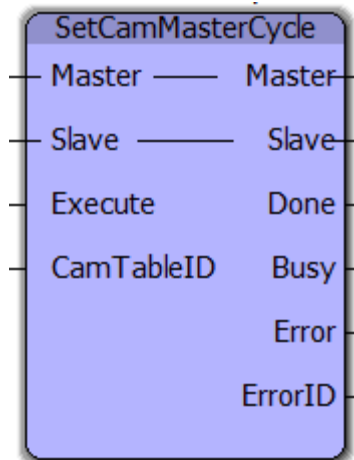 SetCamMasterCycle
Master Master
Slave Slave
Execute Done
CamTableID Busy
Error
ErrorID